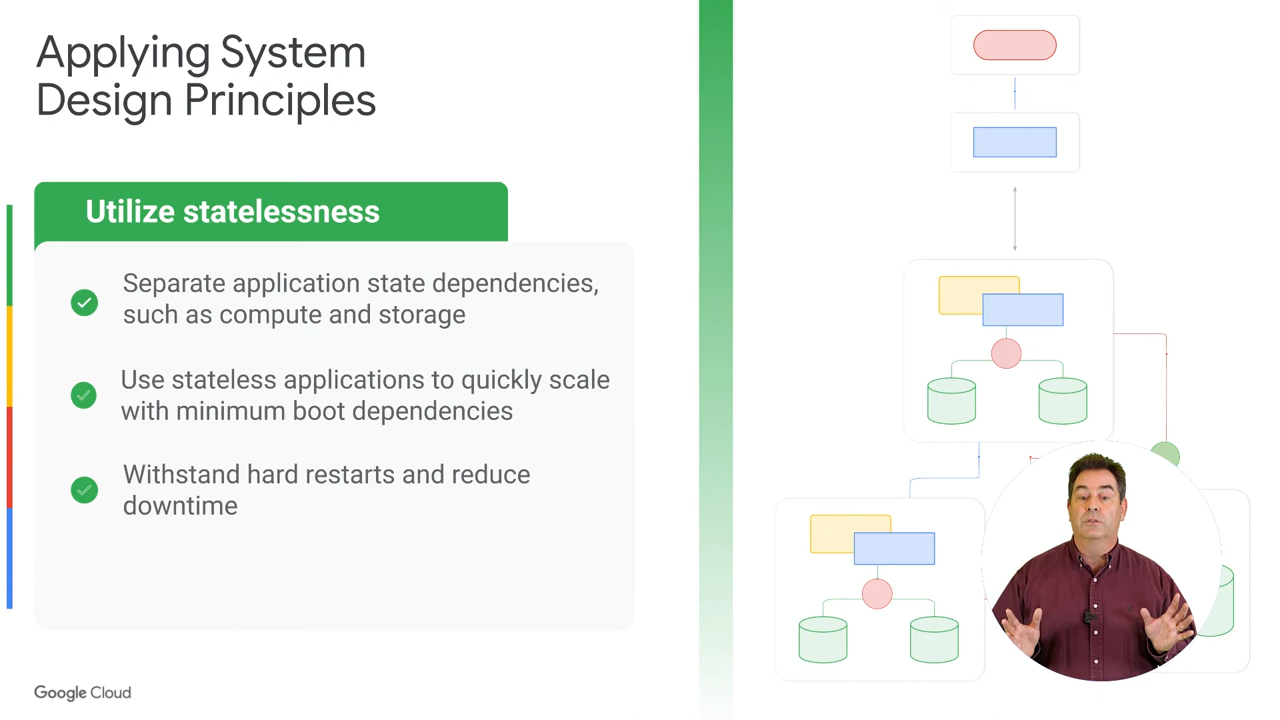 Applying System
Design Principles
Utilize statelessness
Separate application state dependencies,
such as compute and storage
Use stateless applications to quickly scale
with minimum boot dependencies
Withstand hard restarts and reduce
downtime
Google Cloud